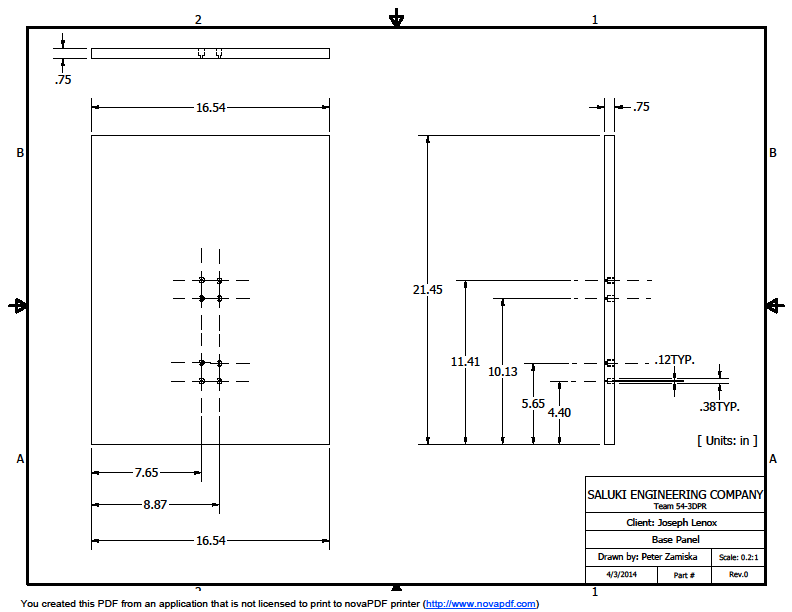 2 1
.75
16.54
.75
B B
21.45
11.41
10.13
.12TYP.
5.65
4.40
.38TYP.
[ Units: in ]
A A
7.65
8.87
16.54
SALUKI ENGINEERING COMPANY
Team 54-3DPR
Client: Joseph Lenox
Base Panel
Drawn by: Peter Zamiska Scale: 0.2:1
4/3/2014 Part # Rev.0
2 1
You created this PDF from an application that is not licensed to print to novaPDF printer (http://www.novapdf.com)